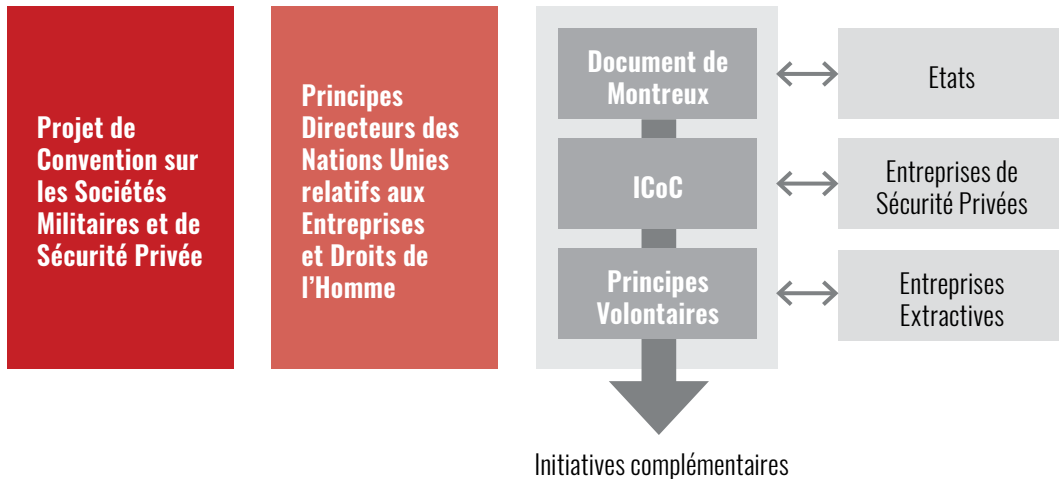 Projet de
Convention sur
les Sociétés
Militaires et de
Sécurité Privée
Principes
Directeurs des
Nations Unies
relatifs aux
Entreprises
et Droits de
l’Homme
Document de
Montreux
Etats
ICoC
Entreprises de
Sécurité Privées
Principes
Volontaires
Entreprises
Extractives
Initiatives complémentaires